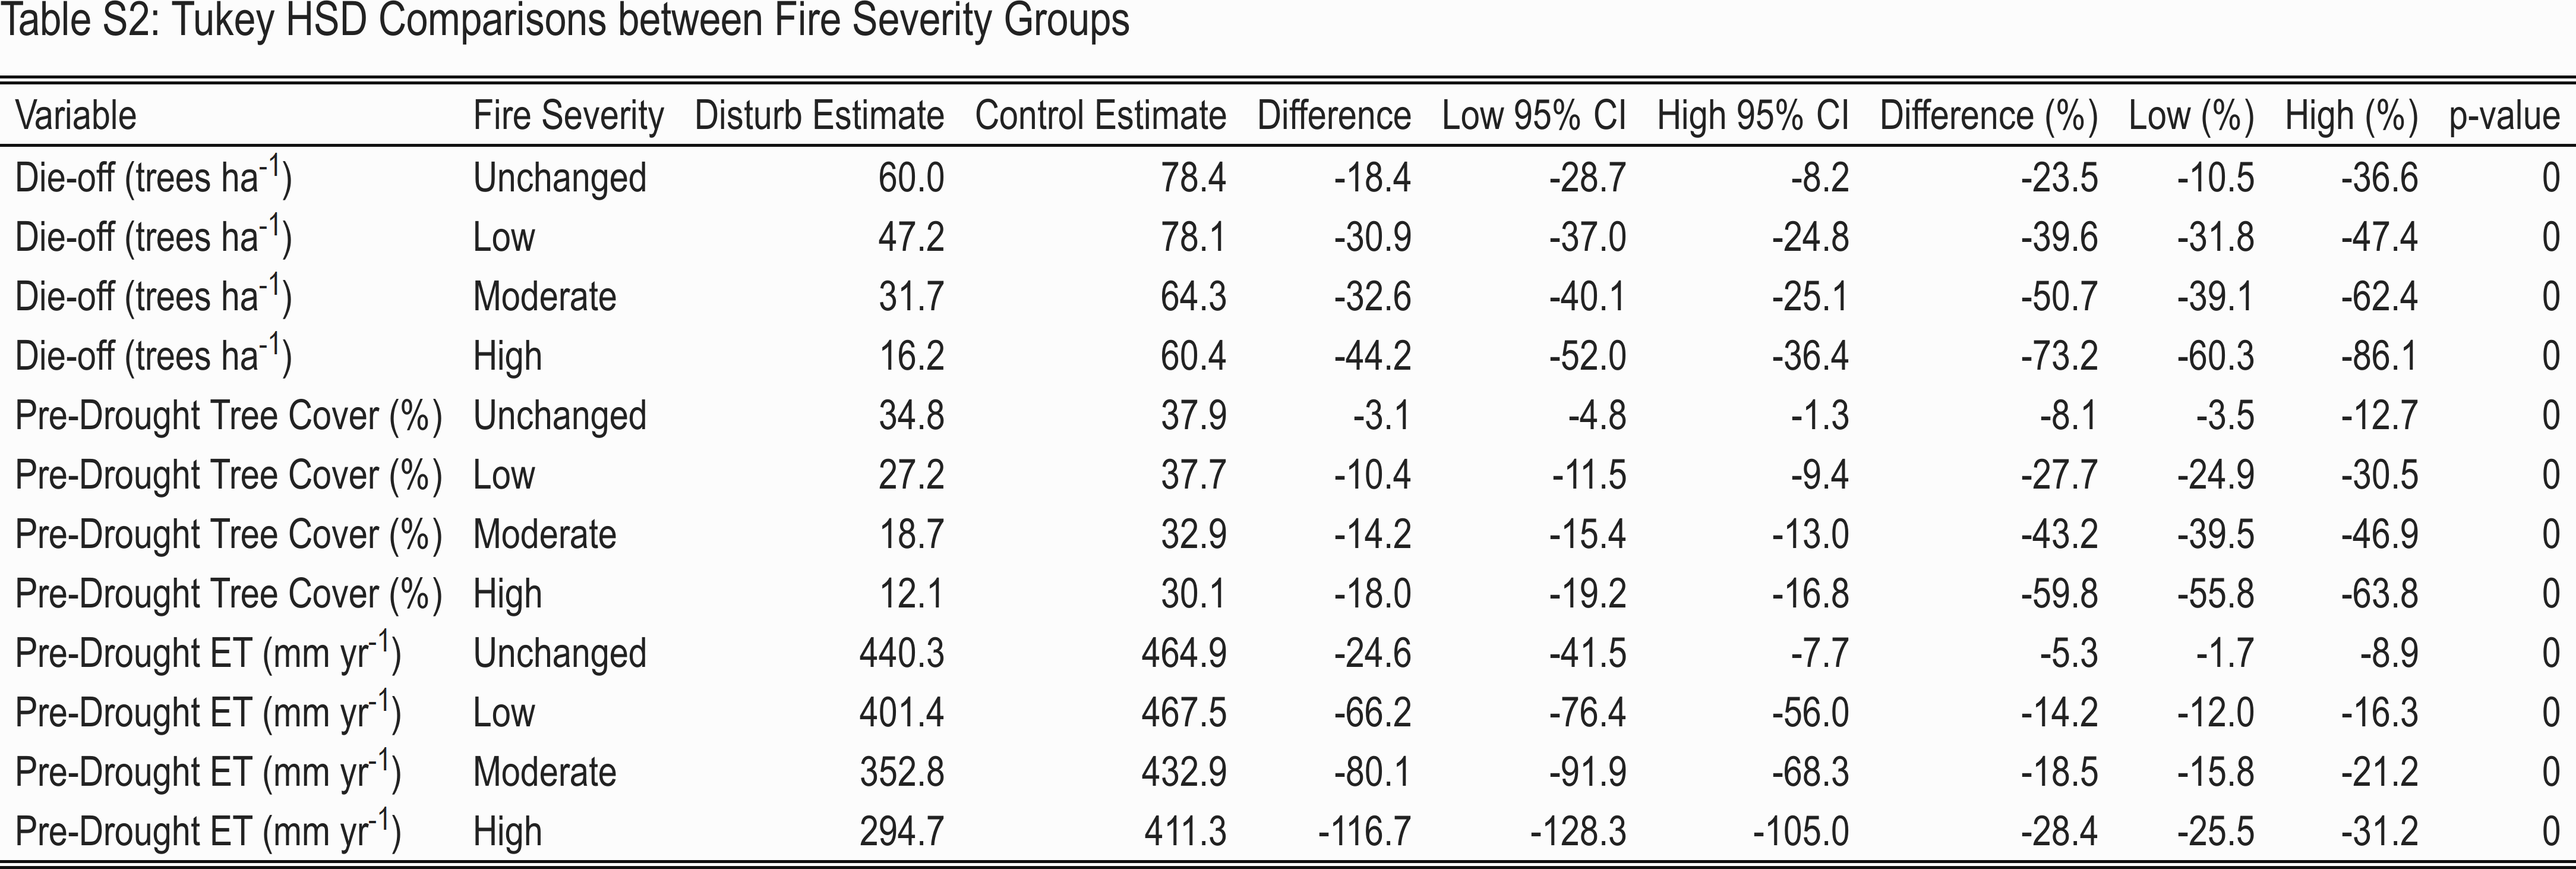 Table S2: Tukey HSD Comparisons between Fire Severity Groups
Variable Fire Severity Disturb Estimate Control Estimate Difference Low 95% CI High 95% CI Difference (%) Low (%) High (%) p-value
Die-off (trees ha⁻¹) Unchanged 60.0 78.4 -18.4 -28.7 -8.2 -23.5 -10.5 -36.6 0
Die-off (trees ha⁻¹) Low 47.2 78.1 -30.9 -37.0 -24.8 -39.6 -31.8 -47.4 0
Die-off (trees ha⁻¹) Moderate 31.7 64.3 -32.6 -40.1 -25.1 -50.7 -39.1 -62.4 0
Die-off (trees ha⁻¹) High 16.2 60.4 -44.2 -52.0 -36.4 -73.2 -60.3 -86.1 0
Pre-Drought Tree Cover (%) Unchanged 34.8 37.9 -3.1 -4.8 -1.3 -8.1 -3.5 -12.7 0
Pre-Drought Tree Cover (%) Low 27.2 37.7 -10.4 -11.5 -9.4 -27.7 -24.9 -30.5 0
Pre-Drought Tree Cover (%) Moderate 18.7 32.9 -14.2 -15.4 -13.0 -43.2 -39.5 -46.9 0
Pre-Drought Tree Cover (%) High 12.1 30.1 -18.0 -19.2 -16.8 -59.8 -55.8 -63.8 0
Pre-Drought ET (mm yr⁻¹) Unchanged 440.3 464.9 -24.6 -41.5 -7.7 -5.3 -1.7 -8.9 0
Pre-Drought ET (mm yr⁻¹) Low 401.4 467.5 -66.2 -76.4 -56.0 -14.2 -12.0 -16.3 0
Pre-Drought ET (mm yr⁻¹) Moderate 352.8 432.9 -80.1 -91.9 -68.3 -18.5 -15.8 -21.2 0
Pre-Drought ET (mm yr⁻¹) High 294.7 411.3 -116.7 -128.3 -105.0 -28.4 -25.5 -31.2 0